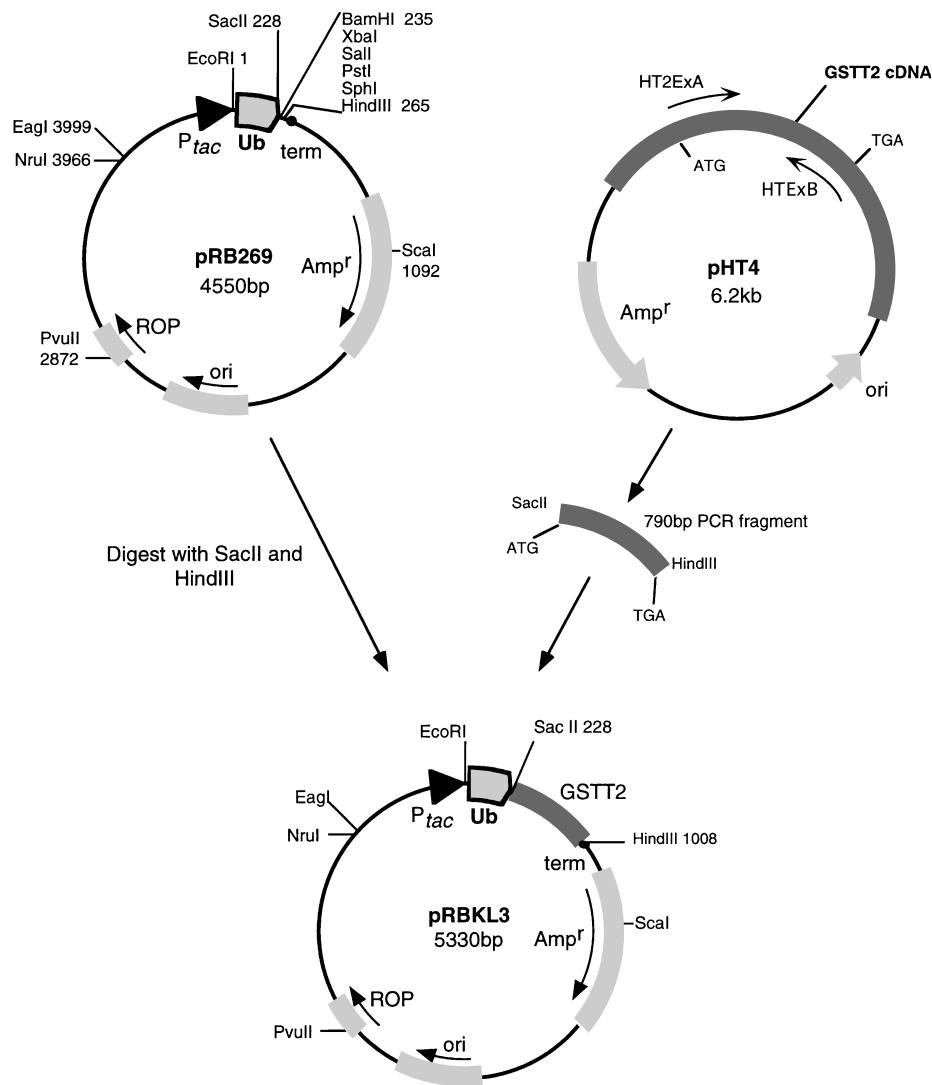 SacII 228
EcoRI 1
BamHI 235
XbaI
SalI
PstI
SphI
HindIII 265
EagI 3999
NruI 3966
Ptac
Ub
term
pRB269
4550bp
Ampr
ScaI
1092
ROP
PvuII
2872
ori
HT2ExA
GSTT2 cDNA
TGA
ATG
HTExB
pHT4
6.2kb
Ampr
ori
Digest with SacII and
HindIII
SacII
790bp PCR fragment
ATG
HindIII
TGA
EcoRI
Sac II 228
EagI
NruI
Ptac
Ub
GSTT2
HindIII 1008
term
pRBKL3
5330bp
Ampr
ScaI
ROP
PvuII
ori